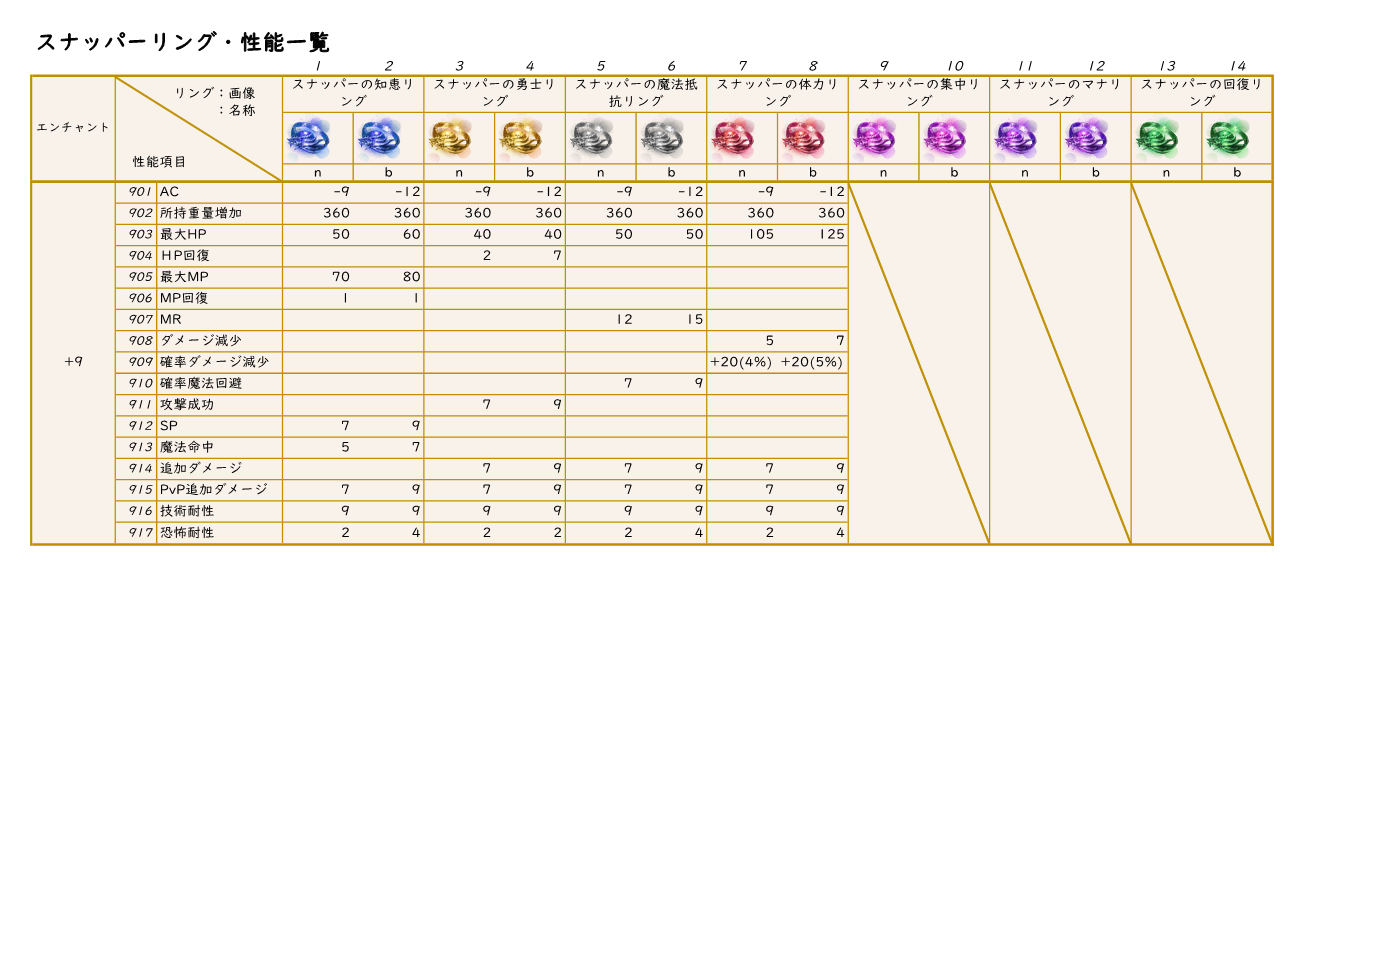 スナッパーリング・性能一覧
1 2 3 4 5 6 7 8 9 10 11 12 13 14
エンチャント
リング：画像
：名称
性能項目
スナッパーの知恵リ
ング
スナッパーの勇士リ
ング
スナッパーの魔法抵
抗リング
スナッパーの体力リ
ング
スナッパーの集中リ
ング
スナッパーのマナリ
ング
スナッパーの回復リ
ング
n b n b n b n b n b n b n b
901 AC -9 -12 -9 -12 -9 -12 -9 -12
902 所持重量増加 360 360 360 360 360 360 360 360
903 最大HP 50 60 40 40 50 50 105 125
904 ＨＰ回復 2 7
905 最大MP 70 80
906 MP回復 1 1
907 MR 12 15
908 ダメージ減少 5 7
+9
909 確率ダメージ減少 +20(4%) +20(5%)
910 確率魔法回避 7 9
911 攻撃成功 7 9
912 SP 7 9
913 魔法命中 5 7
914 追加ダメージ 7 9 7 9 7 9
915 PvP追加ダメージ 7 9 7 9 7 9 7 9
916 技術耐性 9 9 9 9 9 9 9 9
917 恐怖耐性 2 4 2 2 2 4 2 4